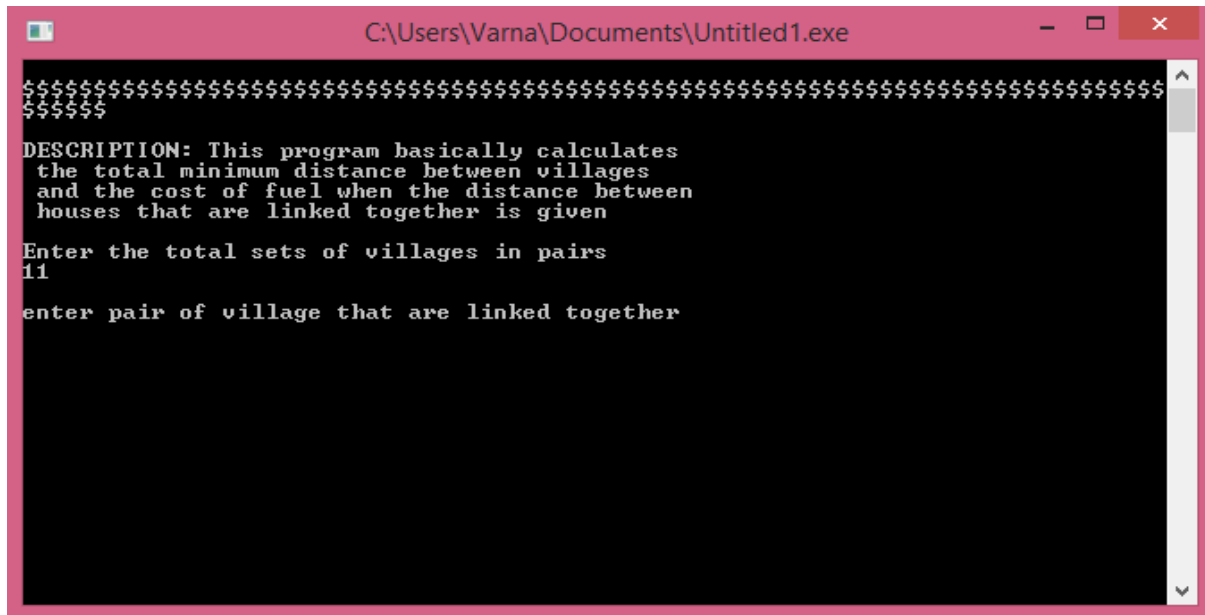 C:\Users\Varna\Documents\Untitled1.exe
$$$$$$$$$$$$$$$$$$$$$$$$$$$$$$$$$$$$$$$$$$$$$$$$$$$$$$$$$$$$$$$$$$$$$$$$$$$$$$$$
$$$$$$
DESCRIPTION: This program basically calculates
the total minimum distance between villages
and the cost of fuel when the distance between
houses that are linked together is given
Enter the total sets of villages in pairs
11
enter pair of village that are linked together